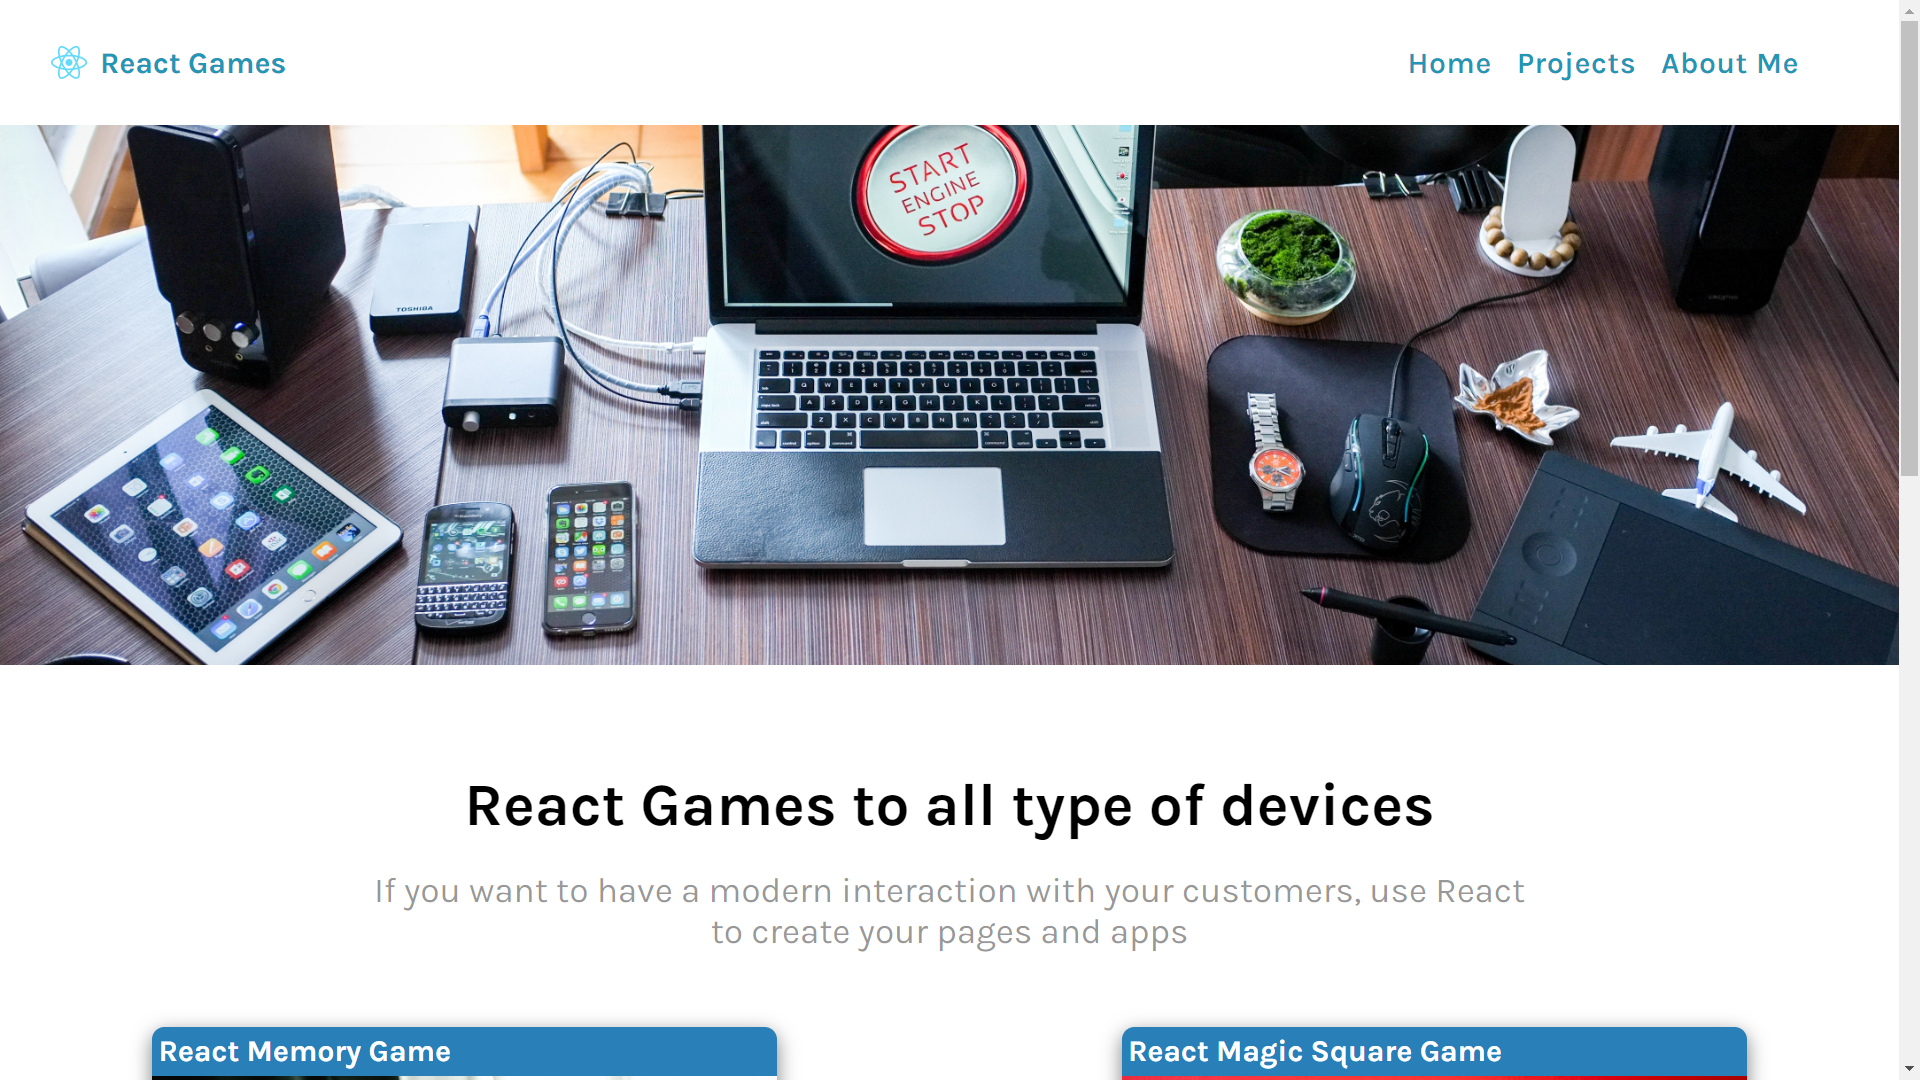 React Games
Home Projects About Me
START
ENGINE
STOP
TOSHIBA
React Games to all type of devices
If you want to have a modern interaction with your customers, use React
to create your pages and apps
React Memory Game
React Magic Square Game